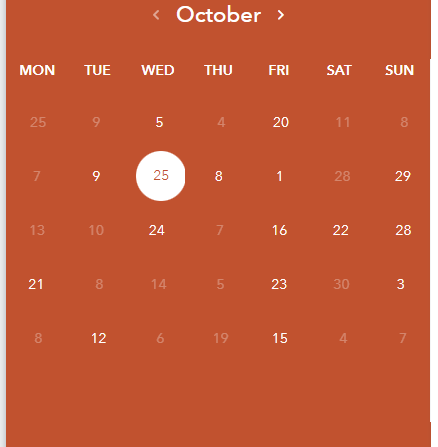 ‹ October ›
MON TUE WED THU FRI SAT SUN
25 9 5 4 20 11 8
7 9 25 8 1 28 29
13 10 24 7 16 22 28
21 8 14 5 23 30 3
8 12 6 19 15 4 7